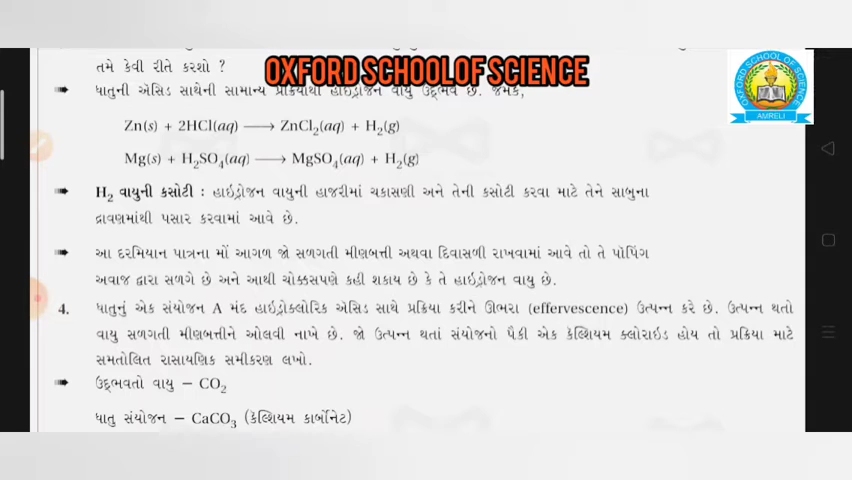 તમે કેવી રીતે કરશો ?
OXFORD SCHOOL OF SCIENCE
OXFORD SCHOOL OF SCIENCE
AMRELI
ધાતુની એસિડ સાથેની સામાન્ય પ્રક્રિયાથી હાઇડ્રોજન વાયુ ઉદ્ભવે છે. જેમકે,
Zn(s) + 2HCl(aq) ⟶ ZnCl₂(aq) + H₂(g)
Mg(s) + H₂SO₄(aq) ⟶ MgSO₄(aq) + H₂(g)
H₂ વાયુની કસોટી : હાઇડ્રોજન વાયુની હાજરીમાં ચકાસણી અને તેની કસોટી કરવા માટે તેને સાબુના
દ્રાવણમાંથી પસાર કરવામાં આવે છે.
આ દરમિયાન પાત્રના મોં આગળ જો સળગતી મીણબત્તી અથવા દિવાસળી રાખવામાં આવે તો તે પૉપિંગ
અવાજ દ્વારા સળગે છે અને આથી ચોક્કસપણે કહી શકાય છે કે તે હાઇડ્રોજન વાયુ છે.
4. ધાતુનું એક સંયોજન A મંદ હાઇડ્રોક્લોરિક ઍસિડ સાથે પ્રક્રિયા કરીને ઊભરા (effervescence) ઉત્પન્ન કરે છે. ઉત્પન્ન થતો
વાયુ સળગતી મીણબત્તીને ઓલવી નાખે છે. જો ઉત્પન્ન થતાં સંયોજનો પૈકી એક કૅલ્શિયમ ક્લોરાઇડ હોય તો પ્રક્રિયા માટે
સમતોલિત રાસાયણિક સમીકરણ લખો.
ઉદ્ભવતો વાયુ – CO₂
ધાતુ સંયોજન – CaCO₃ (કેલ્શિયમ કાર્બોનેટ)